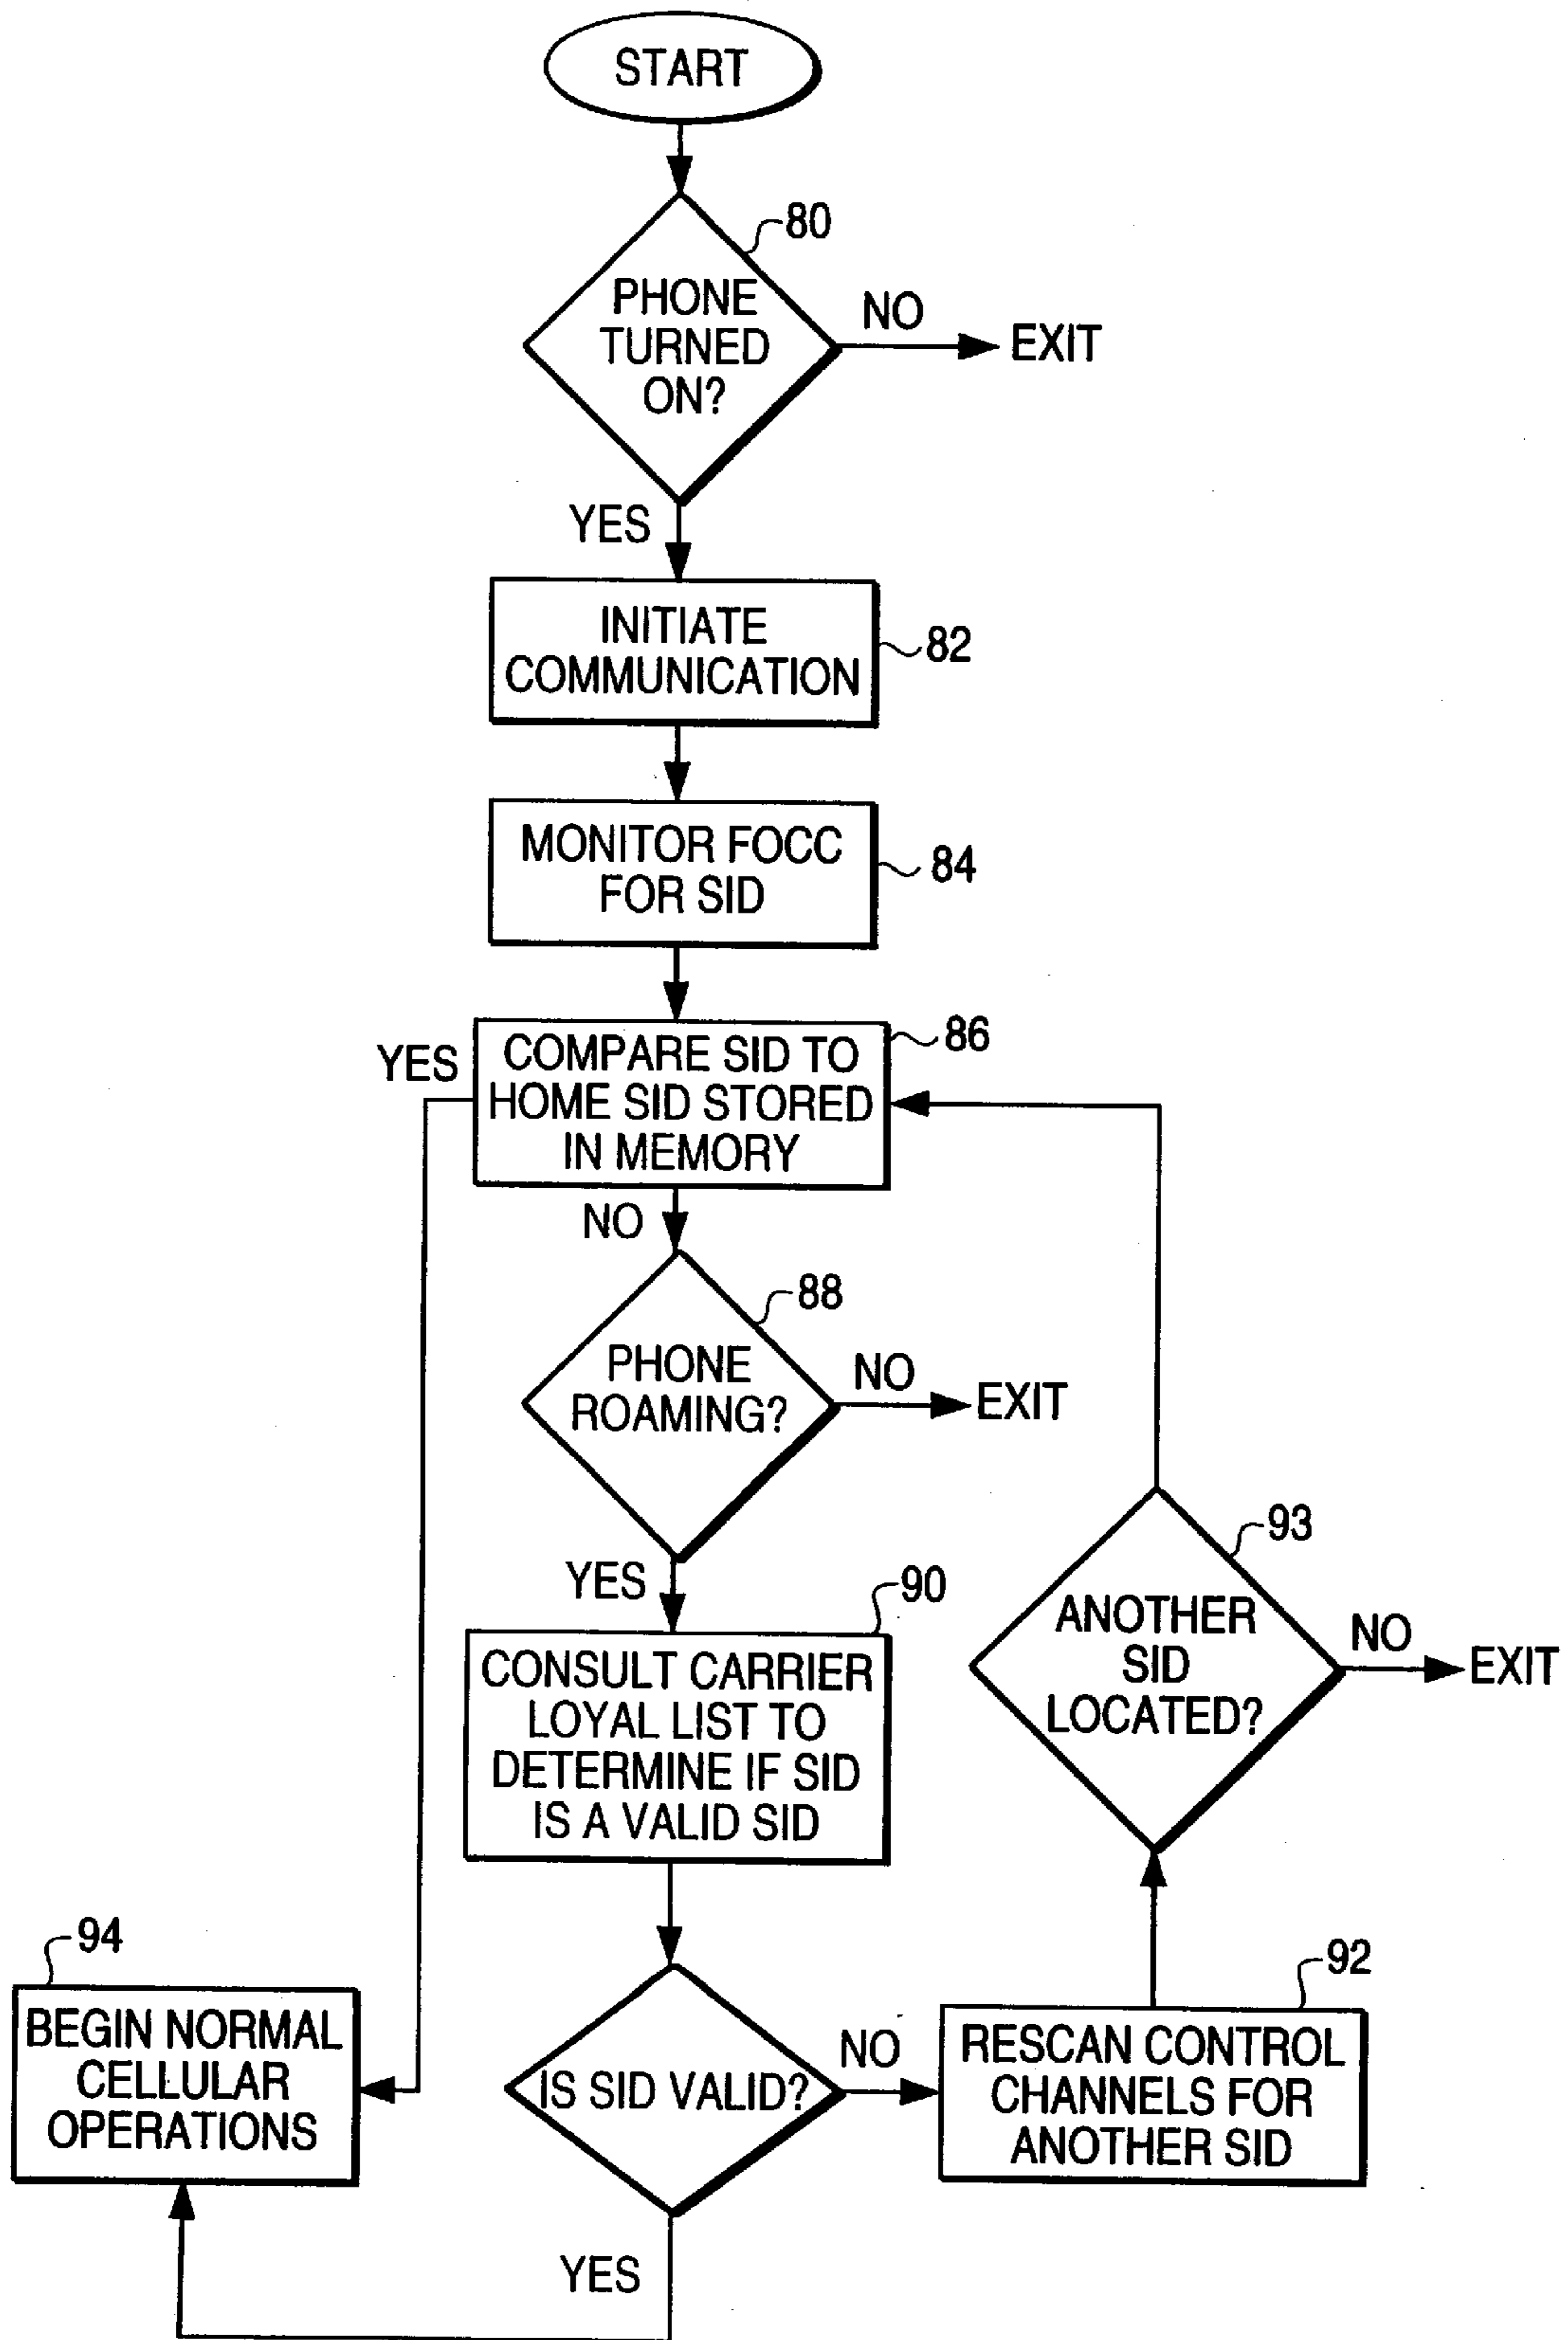 START
80
PHONE
TURNED
ON?
NO
EXIT
YES
INITIATE
COMMUNICATION
82
MONITOR FOCC
FOR SID
84
YES
COMPARE SID TO
HOME SID STORED
IN MEMORY
86
NO
88
PHONE
ROAMING?
NO
EXIT
YES
90
CONSULT CARRIER
LOYAL LIST TO
DETERMINE IF SID
IS A VALID SID
93
ANOTHER
SID
LOCATED?
NO
EXIT
94
BEGIN NORMAL
CELLULAR
OPERATIONS
IS SID VALID?
NO
92
RESCAN CONTROL
CHANNELS FOR
ANOTHER SID
YES